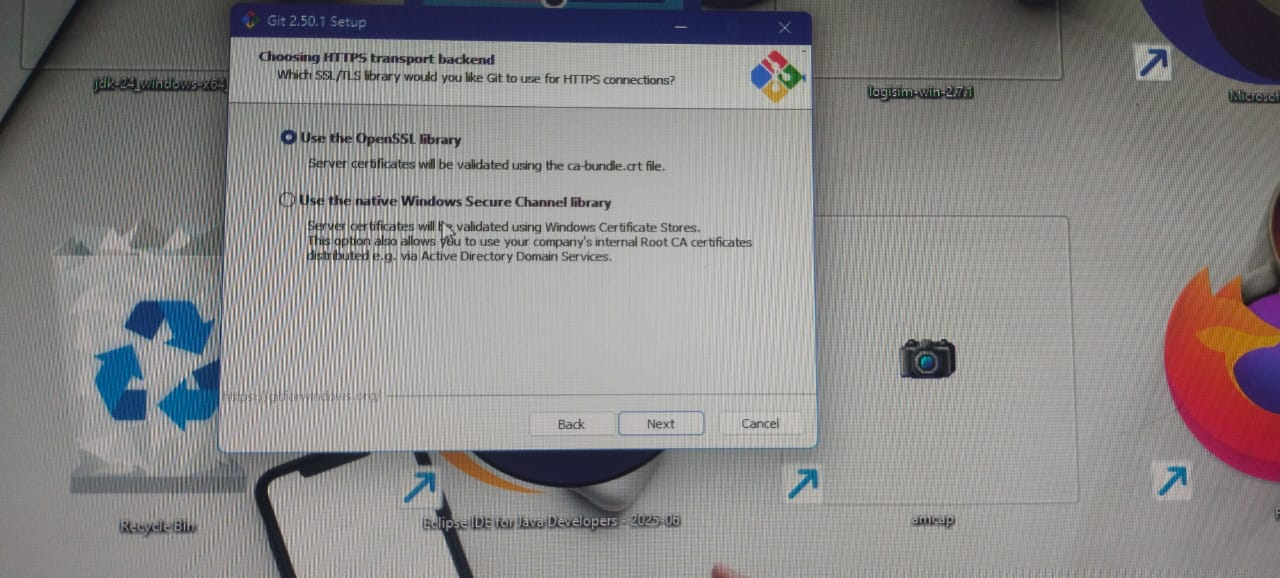 Git 2.50.1 Setup
Choosing HTTPS transport backend
Which SSL/TLS library would you like Git to use for HTTPS connections?
jdk-24_windows-x64_
logisim-win-2.7.1
Microsof
Use the OpenSSL library
Server certificates will be validated using the ca-bundle.crt file.
Use the native Windows Secure Channel library
Server certificates will be validated using Windows Certificate Stores.
This option also allows you to use your company's internal Root CA certificates
distributed e.g. via Active Directory Domain Services.
https://gitforwindows.org/
Back
Next
Cancel
Recycle Bin
Eclipse IDE for Java Developers - 2025-06
amcap